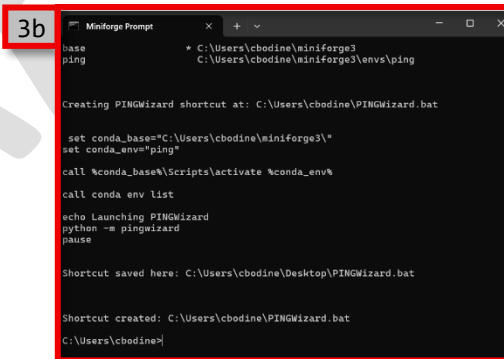 3b
Miniforge Prompt
base * C:\Users\cbodine\miniforge3
ping C:\Users\cbodine\miniforge3\envs\ping
Creating PINGWizard shortcut at: C:\Users\cbodine\PINGWizard.bat
set conda_base="C:\Users\cbodine\miniforge3\"
set conda_env="ping"
call %conda_base%\Scripts\activate %conda_env%
call conda env list
echo Launching PINGWizard
python -m pingwizard
pause
Shortcut saved here: C:\Users\cbodine\Desktop\PINGWizard.bat
Shortcut created: C:\Users\cbodine\PINGWizard.bat
C:\Users\cbodine>